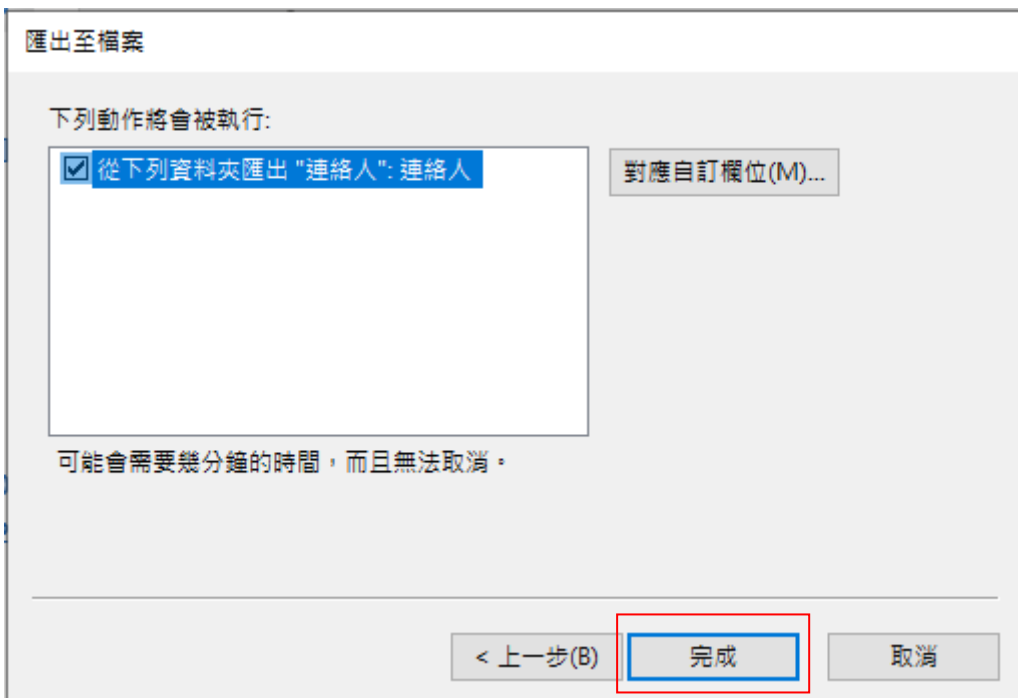 匯出至檔案
下列動作將會被執行:
從下列資料夾匯出 "連絡人": 連絡人
對應自訂欄位(M)...
可能會需要幾分鐘的時間，而且無法取消。
< 上一步(B)
完成
取消